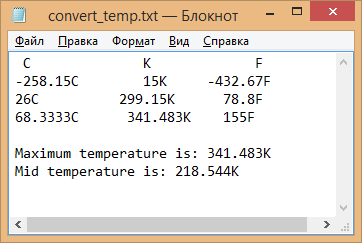 convert_temp.txt — Блокнот
Файл Правка Формат Вид Справка
C K F
-258.15C 15K -432.67F
26C 299.15K 78.8F
68.3333C 341.483K 155F
Maximum temperature is: 341.483K
Mid temperature is: 218.544K